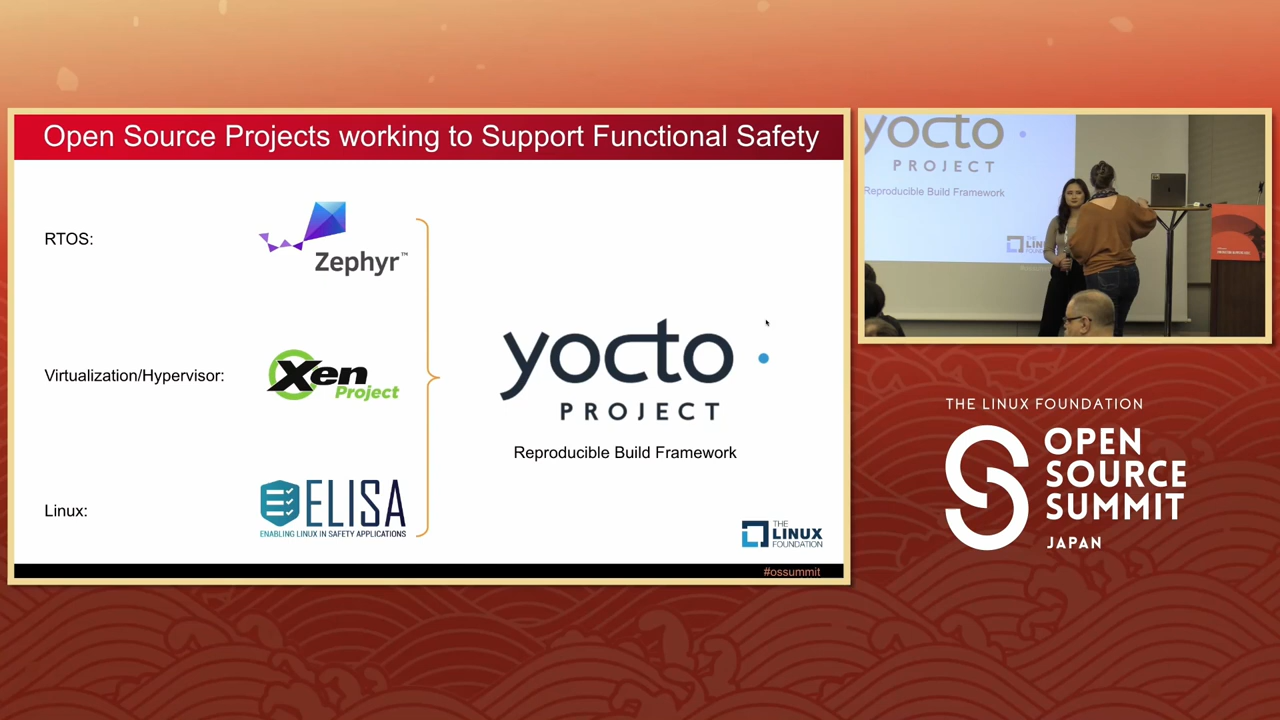 Open Source Projects working to Support Functional Safety
RTOS:
Zephyr™
Virtualization/Hypervisor:
Xen
Project
Linux:
ELISA
ENABLING LINUX IN SAFETY APPLICATIONS
yocto
PROJECT
Reproducible Build Framework
THE
LINUX
FOUNDATION
#ossummit
yocto
PROJECT
Reproducible Build Framework
THE LINUX FOUNDATION
OPEN
SOURCE
SUMMIT
JAPAN